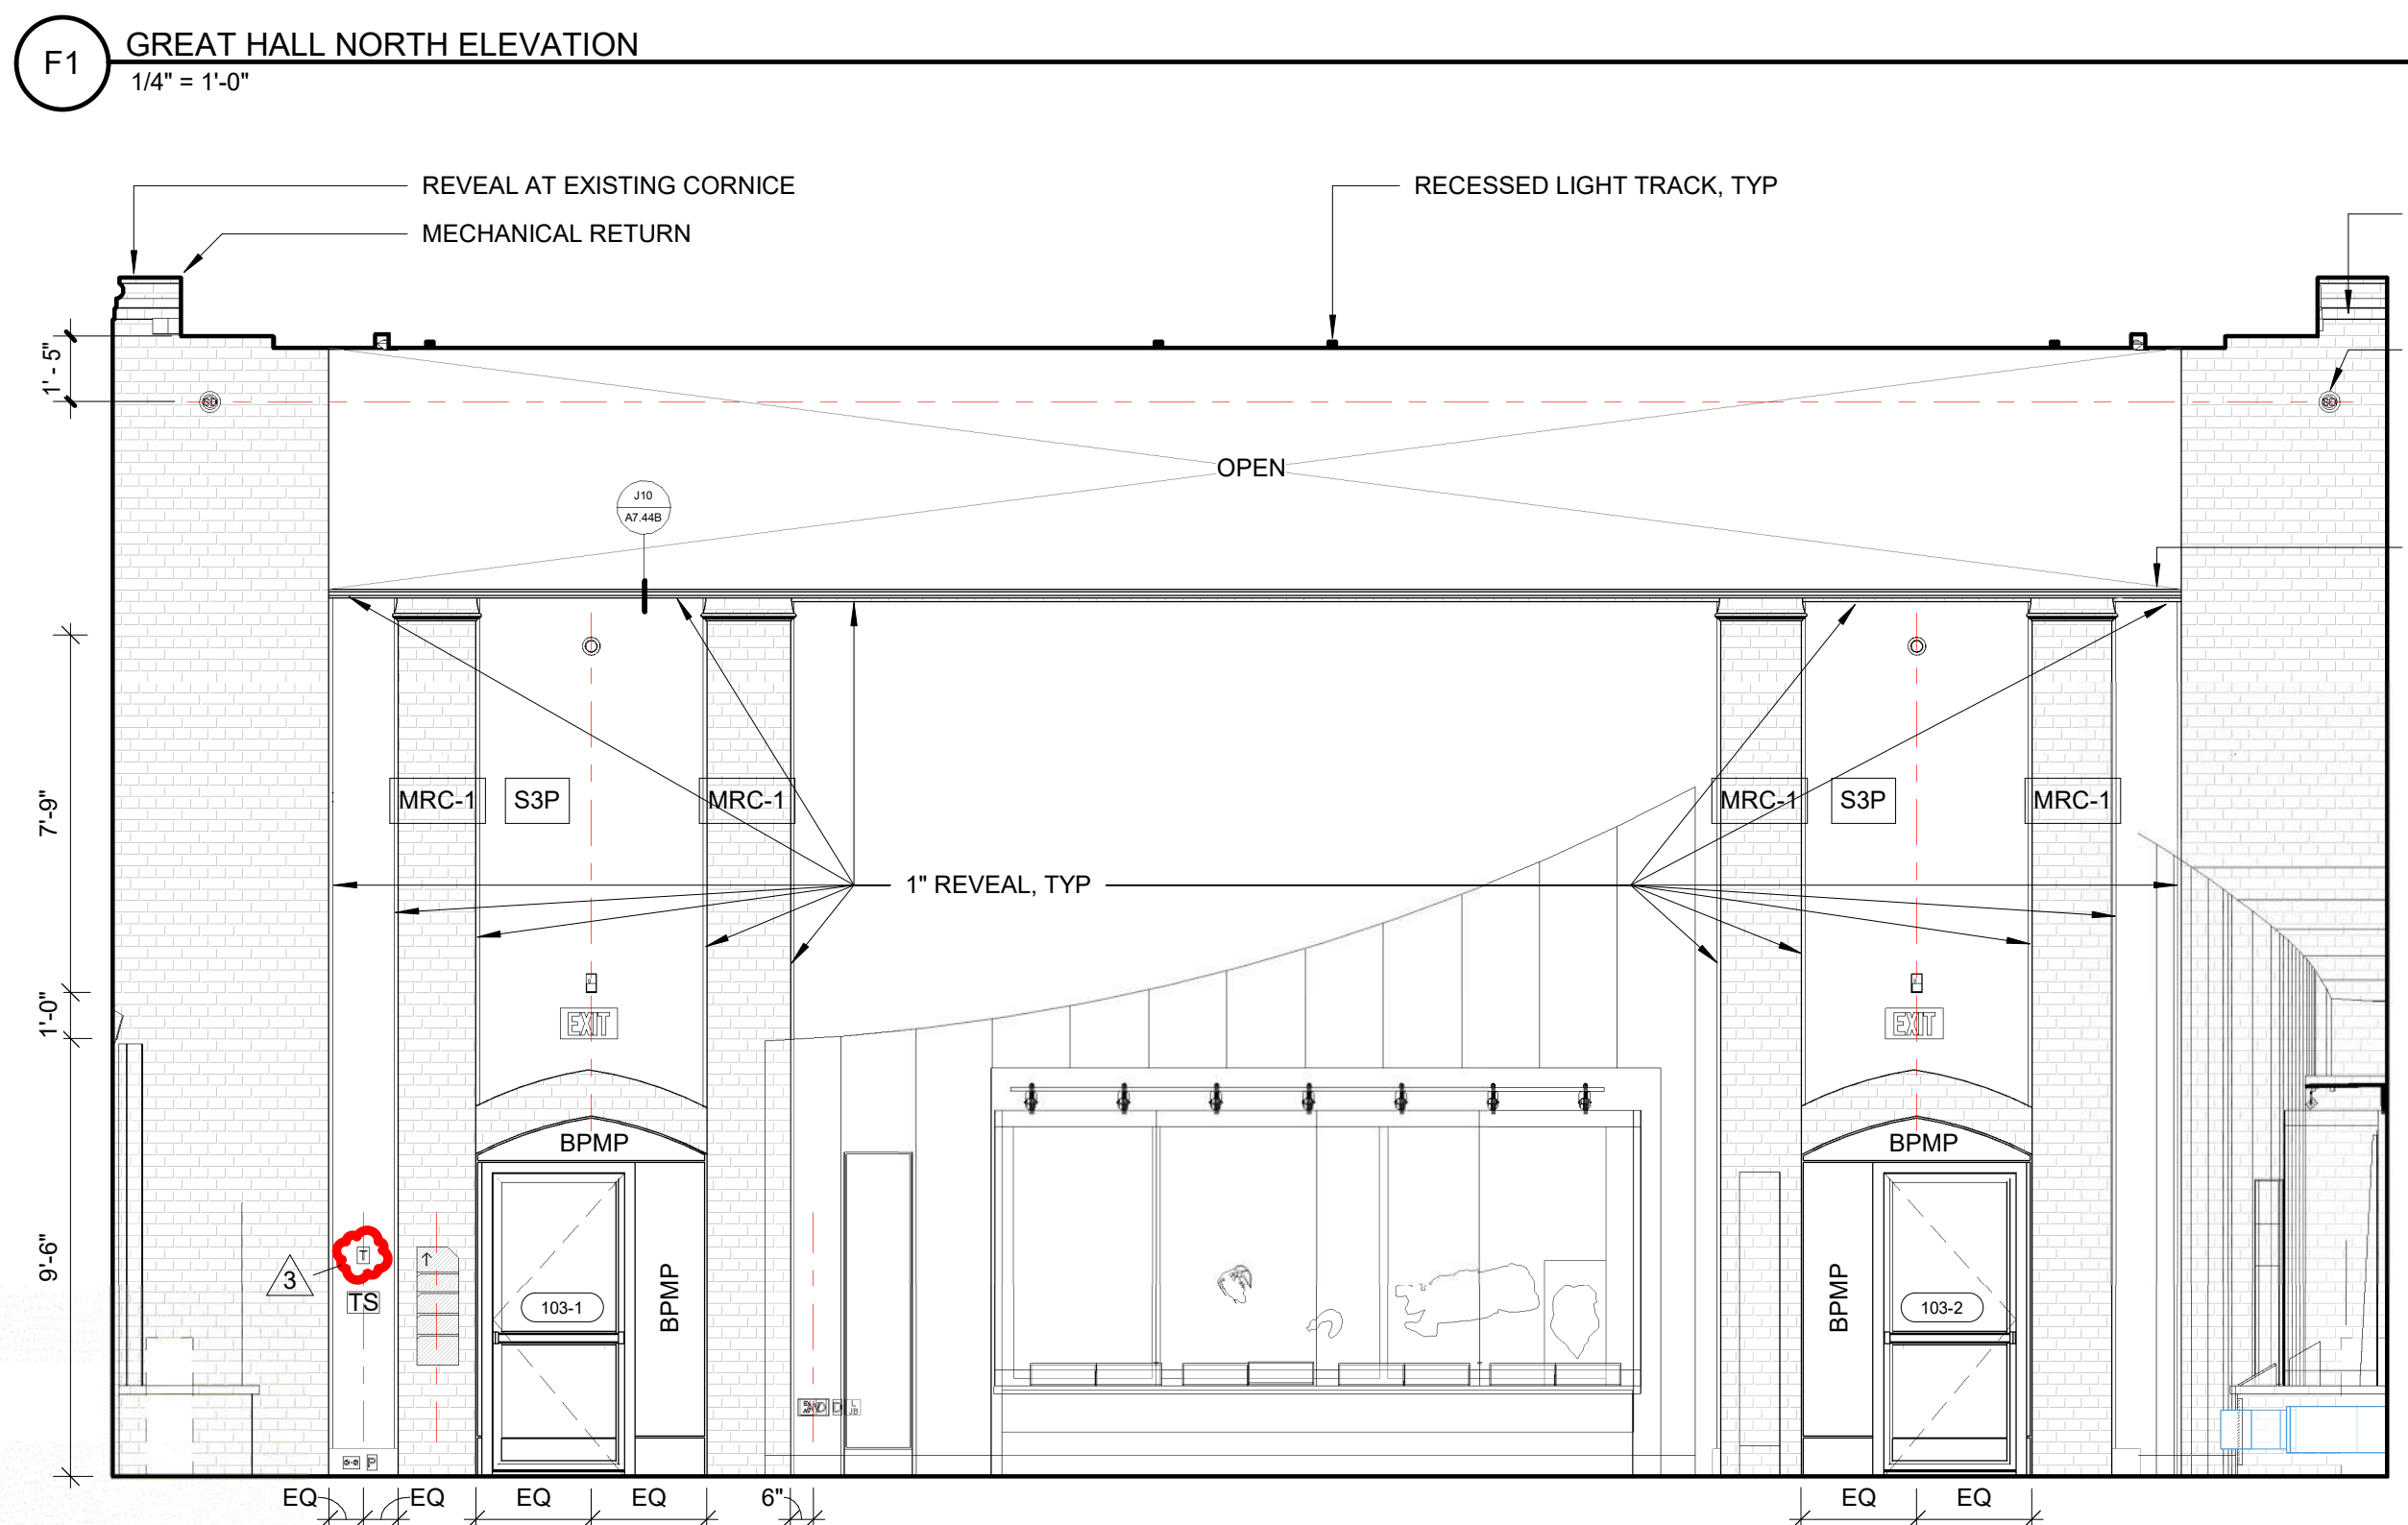 F1
GREAT HALL NORTH ELEVATION
1/4" = 1'-0"
REVEAL AT EXISTING CORNICE
RECESSED LIGHT TRACK, TYP
MECHANICAL RETURN
1' - 5"
SD
SD
OPEN
J10
A7.44B
7'-9"
MRC-1
S3P
MRC-1
MRC-1
S3P
MRC-1
1" REVEAL, TYP
1'-0"
EXIT
EXIT
BPMP
BPMP
9'-6"
T
3
TS
103-1
BPMP
BPMP
103-2
D
L
JB
P
EQ
EQ
EQ
EQ
6"
EQ
EQ